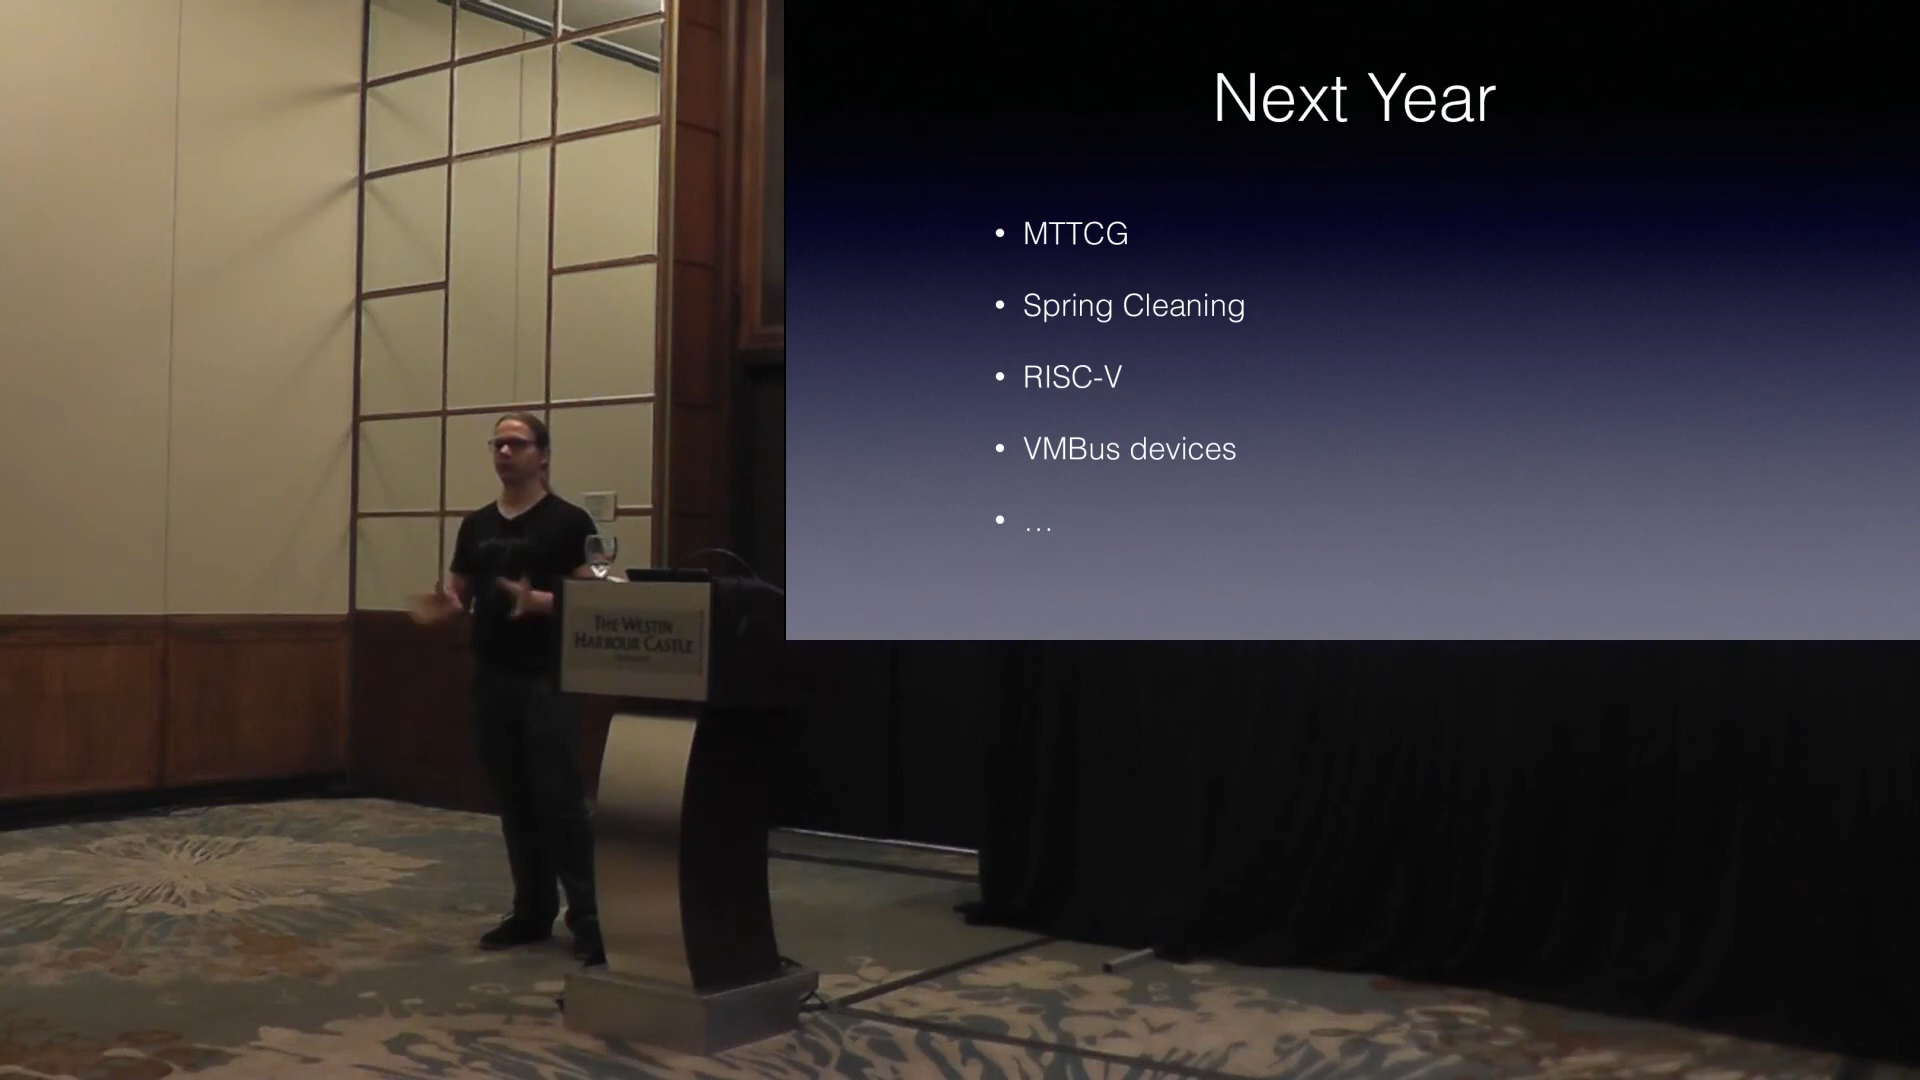 Next Year
• MTTCG
• Spring Cleaning
• RISC-V
• VMBus devices
• ...
THE WESTIN
HARBOUR CASTLE